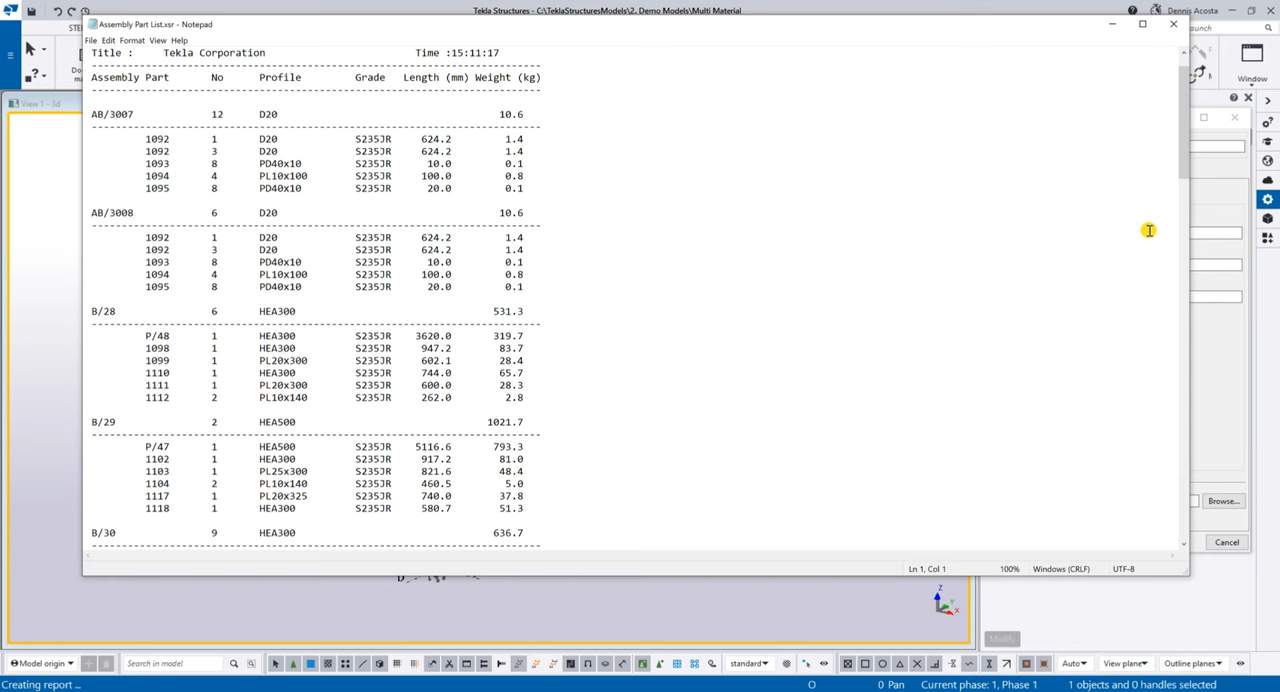 Tekla Structures - C:\TeklaStructuresModels\2. Demo Models\Multi Material
Dennis Acosta
Assembly Part List.xsr - Notepad
File Edit Format View Help
Title : Tekla Corporation Time :15:11:17
Assembly Part No Profile Grade Length (mm) Weight (kg)
AB/3007 12 D20 10.6
1092 1 D20 S235JR 624.2 1.4
1092 3 D20 S235JR 624.2 1.4
1093 8 PD40x10 S235JR 10.0 0.1
1094 4 PL10x100 S235JR 100.0 0.8
1095 8 PD40x10 S235JR 20.0 0.1
AB/3008 6 D20 10.6
1092 1 D20 S235JR 624.2 1.4
1092 3 D20 S235JR 624.2 1.4
1093 8 PD40x10 S235JR 10.0 0.1
1094 4 PL10x100 S235JR 100.0 0.8
1095 8 PD40x10 S235JR 20.0 0.1
B/28 6 HEA300 531.3
P/48 1 HEA300 S235JR 3620.0 319.7
1098 1 HEA300 S235JR 947.2 83.7
1099 1 PL20x300 S235JR 602.1 28.4
1110 1 HEA300 S235JR 744.0 65.7
1111 1 PL20x300 S235JR 600.0 28.3
1112 2 PL10x140 S235JR 262.0 2.8
B/29 2 HEA500 1021.7
P/47 1 HEA500 S235JR 5116.6 793.3
1102 1 HEA300 S235JR 917.2 81.0
1103 1 PL25x300 S235JR 821.6 48.4
1104 2 PL10x140 S235JR 460.5 5.0
1117 1 PL20x325 S235JR 740.0 37.8
1118 1 HEA300 S235JR 580.7 51.3
B/30 9 HEA300 636.7
Ln 1, Col 1 100% Windows (CRLF) UTF-8
Window
View 1 - 3d
Browse...
Cancel
Modify
Model origin Search in model standard Auto View plane Outline planes
Creating report ... O 0 Pan Current phase: 1, Phase 1 1 objects and 0 handles selected